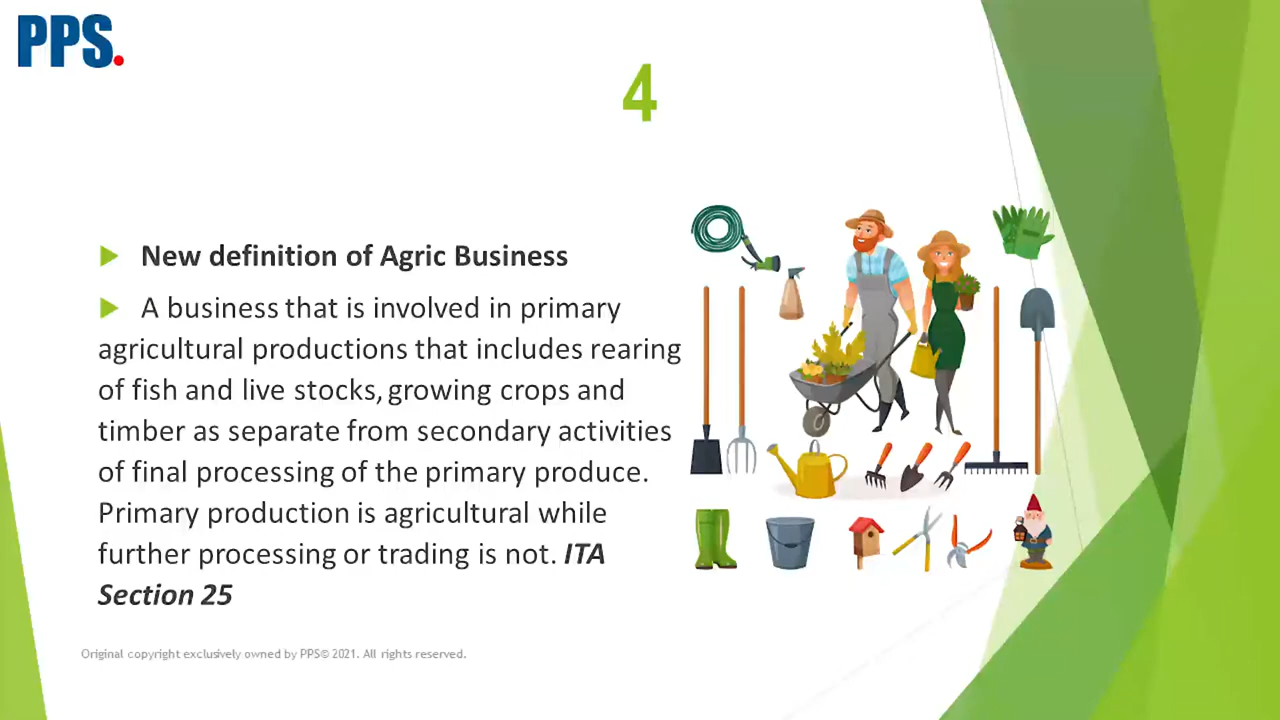 PPS.
4
New definition of Agric Business
A business that is involved in primary
agricultural productions that includes rearing
of fish and live stocks, growing crops and
timber as separate from secondary activities
of final processing of the primary produce.
Primary production is agricultural while
further processing or trading is not. ITA
Section 25
Original copyright exclusively owned by PPS© 2021. All rights reserved.